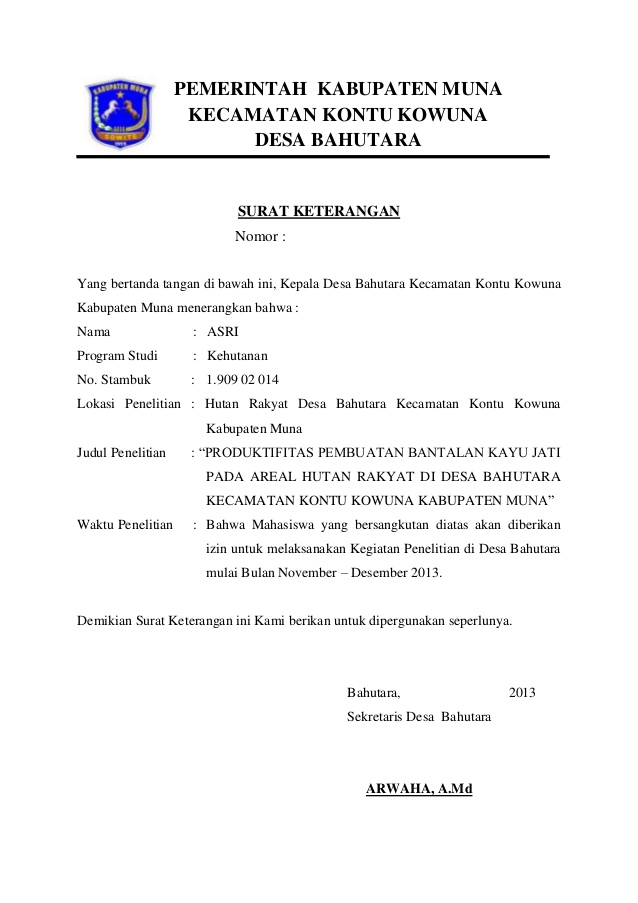 KABUPATEN MUNA
SOWITE
PEMERINTAH KABUPATEN MUNA
KECAMATAN KONTU KOWUNA
DESA BAHUTARA
SURAT KETERANGAN
Nomor :
Yang bertanda tangan di bawah ini, Kepala Desa Bahutara Kecamatan Kontu Kowuna
Kabupaten Muna menerangkan bahwa :
Nama : ASRI
Program Studi : Kehutanan
No. Stambuk : 1.909 02 014
Lokasi Penelitian : Hutan Rakyat Desa Bahutara Kecamatan Kontu Kowuna
Kabupaten Muna
Judul Penelitian : “PRODUKTIFITAS PEMBUATAN BANTALAN KAYU JATI
PADA AREAL HUTAN RAKYAT DI DESA BAHUTARA
KECAMATAN KONTU KOWUNA KABUPATEN MUNA”
Waktu Penelitian : Bahwa Mahasiswa yang bersangkutan diatas akan diberikan
izin untuk melaksanakan Kegiatan Penelitian di Desa Bahutara
mulai Bulan November – Desember 2013.
Demikian Surat Keterangan ini Kami berikan untuk dipergunakan seperlunya.
Bahutara, 2013
Sekretaris Desa Bahutara
ARWAHA, A.Md